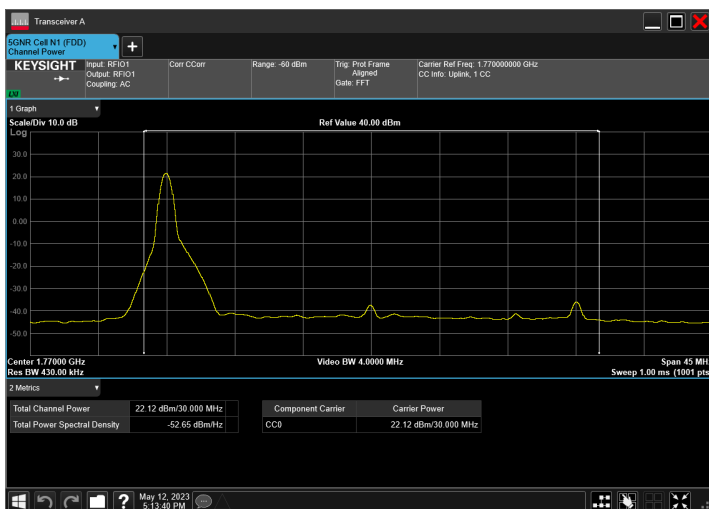 Transceiver A
5GNR Cell N1 (FDD)
Channel Power
KEYSIGHT
LXI
Input: RFIO1
Output: RFIO1
Coupling: AC
Corr CCorr
Range: -60 dBm
Trig: Prot Frame
Aligned
Gate: FFT
Carrier Ref Freq: 1.770000000 GHz
CC Info: Uplink, 1 CC
1 Graph
Scale/Div 10.0 dB
Ref Value 40.00 dBm
Log
30.0
20.0
10.0
0.00
-10.0
-20.0
-30.0
-40.0
-50.0
Center 1.77000 GHz
Video BW 4.0000 MHz
Span 45 MH
Res BW 430.00 kHz
Sweep 1.00 ms (1001 pts
2 Metrics
Total Channel Power 22.12 dBm/30.000 MHz
Total Power Spectral Density -52.65 dBm/Hz
Component Carrier Carrier Power
CC0 22.12 dBm/30.000 MHz
May 12, 2023
5:13:40 PM